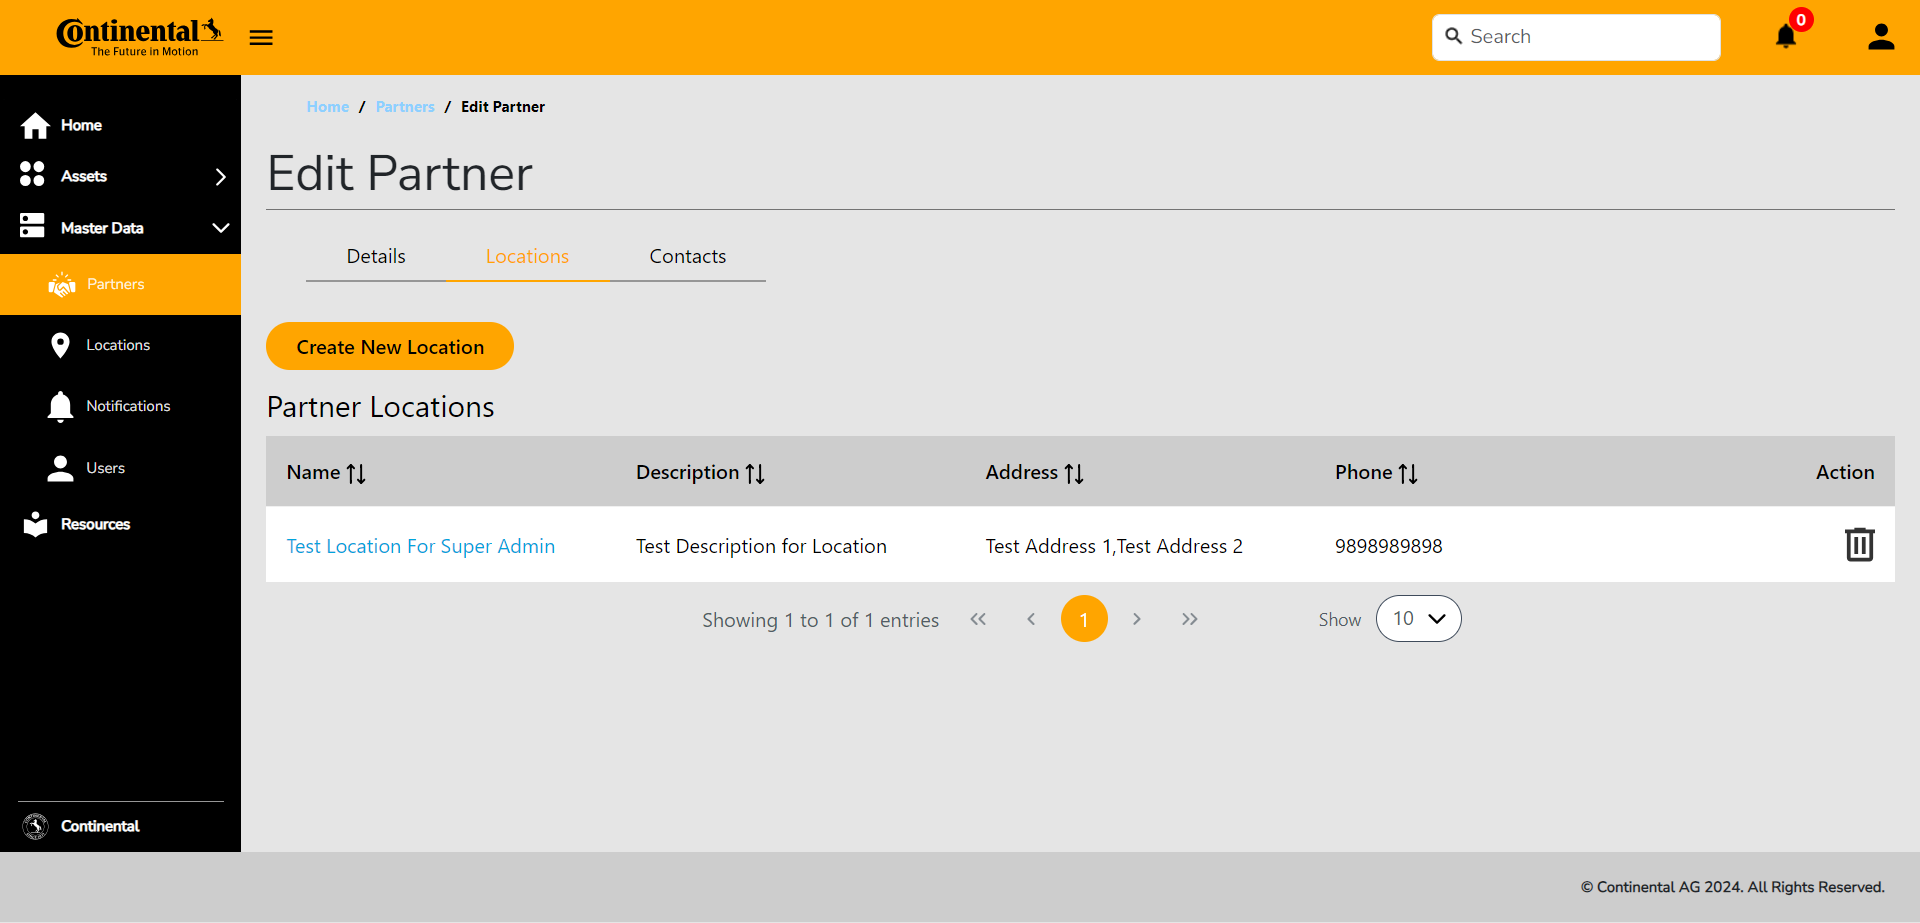 Continental
The Future in Motion
Search
0
Home
Assets
Master Data
Partners
Locations
Notifications
Users
Resources
Continental
Home / Partners / Edit Partner
Edit Partner
Details Locations Contacts
Create New Location
Partner Locations
Name Description Address Phone Action
Test Location For Super Admin Test Description for Location Test Address 1,Test Address 2 9898989898
Showing 1 to 1 of 1 entries « ‹ 1 › » Show 10
© Continental AG 2024. All Rights Reserved.